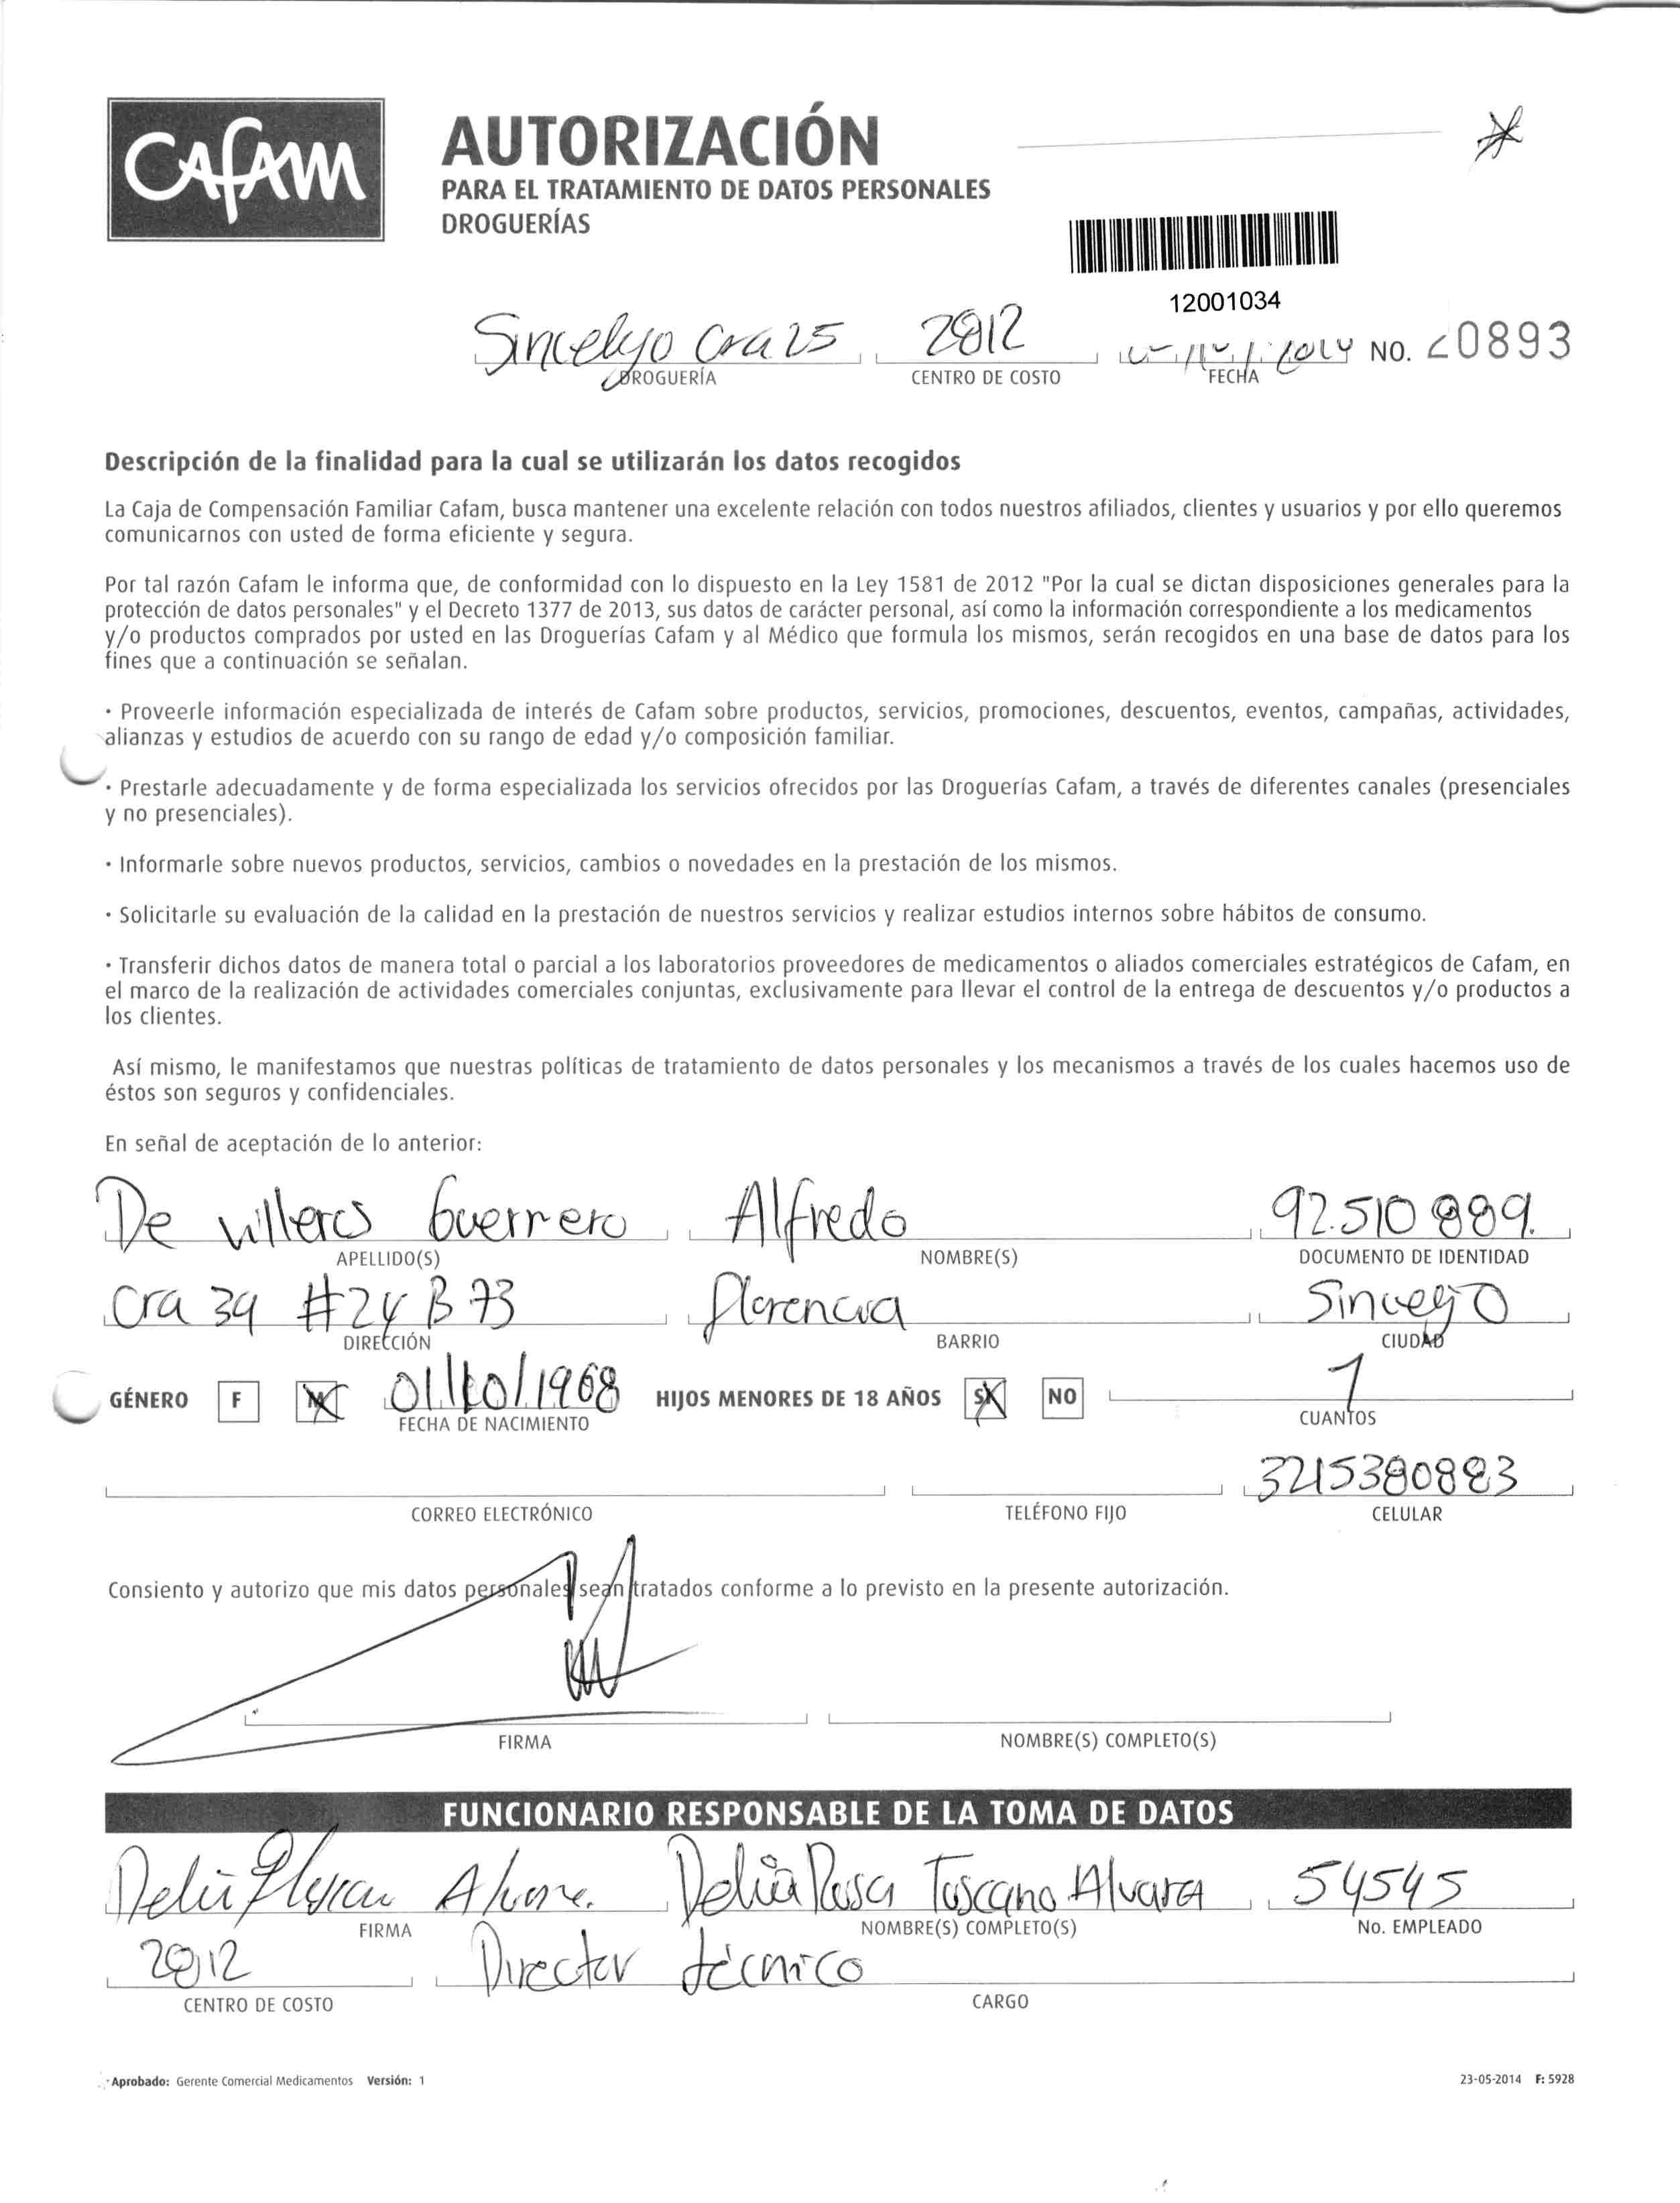 CAFAM
AUTORIZACIÓN
PARA EL TRATAMIENTO DE DATOS PERSONALES
DROGUERÍAS
12001034
Sincelejo Cra 25 2012 NO. 20893
DROGUERÍA CENTRO DE COSTO FECHA
Descripción de la finalidad para la cual se utilizarán los datos recogidos
La Caja de Compensación Familiar Cafam, busca mantener una excelente relación con todos nuestros afiliados, clientes y usuarios y por ello queremos
comunicarnos con usted de forma eficiente y segura.
Por tal razón Cafam le informa que, de conformidad con lo dispuesto en la Ley 1581 de 2012 "Por la cual se dictan disposiciones generales para la
protección de datos personales" y el Decreto 1377 de 2013, sus datos de carácter personal, así como la información correspondiente a los medicamentos
y/o productos comprados por usted en las Droguerías Cafam y al Médico que formula los mismos, serán recogidos en una base de datos para los
fines que a continuación se señalan.
· Proveerle información especializada de interés de Cafam sobre productos, servicios, promociones, descuentos, eventos, campañas, actividades,
alianzas y estudios de acuerdo con su rango de edad y/o composición familiar.
· Prestarle adecuadamente y de forma especializada los servicios ofrecidos por las Droguerías Cafam, a través de diferentes canales (presenciales
y no presenciales).
· Informarle sobre nuevos productos, servicios, cambios o novedades en la prestación de los mismos.
· Solicitarle su evaluación de la calidad en la prestación de nuestros servicios y realizar estudios internos sobre hábitos de consumo.
· Transferir dichos datos de manera total o parcial a los laboratorios proveedores de medicamentos o aliados comerciales estratégicos de Cafam, en
el marco de la realización de actividades comerciales conjuntas, exclusivamente para llevar el control de la entrega de descuentos y/o productos a
los clientes.
Así mismo, le manifestamos que nuestras políticas de tratamiento de datos personales y los mecanismos a través de los cuales hacemos uso de
éstos son seguros y confidenciales.
En señal de aceptación de lo anterior:
De villeros Guerrero Alfredo 92.510 889.
APELLIDO(S) NOMBRE(S) DOCUMENTO DE IDENTIDAD
Cra 39 #24 B 73 Florencia Sincelejo
DIRECCIÓN BARRIO CIUDAD
GÉNERO F M 01/10/1968 HIJOS MENORES DE 18 AÑOS SI NO 1
FECHA DE NACIMIENTO CUANTOS
3215380883
CORREO ELECTRÓNICO TELÉFONO FIJO CELULAR
Consiento y autorizo que mis datos personales sean tratados conforme a lo previsto en la presente autorización.
FIRMA NOMBRE(S) COMPLETO(S)
FUNCIONARIO RESPONSABLE DE LA TOMA DE DATOS
Delia Rosa Toscano Alvarez 54545
FIRMA NOMBRE(S) COMPLETO(S) No. EMPLEADO
2012 Director técnico
CENTRO DE COSTO CARGO
Aprobado: Gerente Comercial Medicamentos Versión: 1 23-05-2014 F: 5928